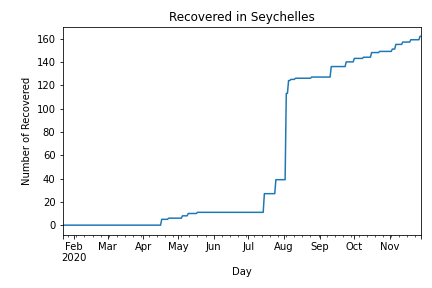 Recovered in Seychelles
Number of Recovered
160
140
120
100
80
60
40
20
0
Feb Mar Apr May Jun Jul Aug Sep Oct Nov
2020
Day